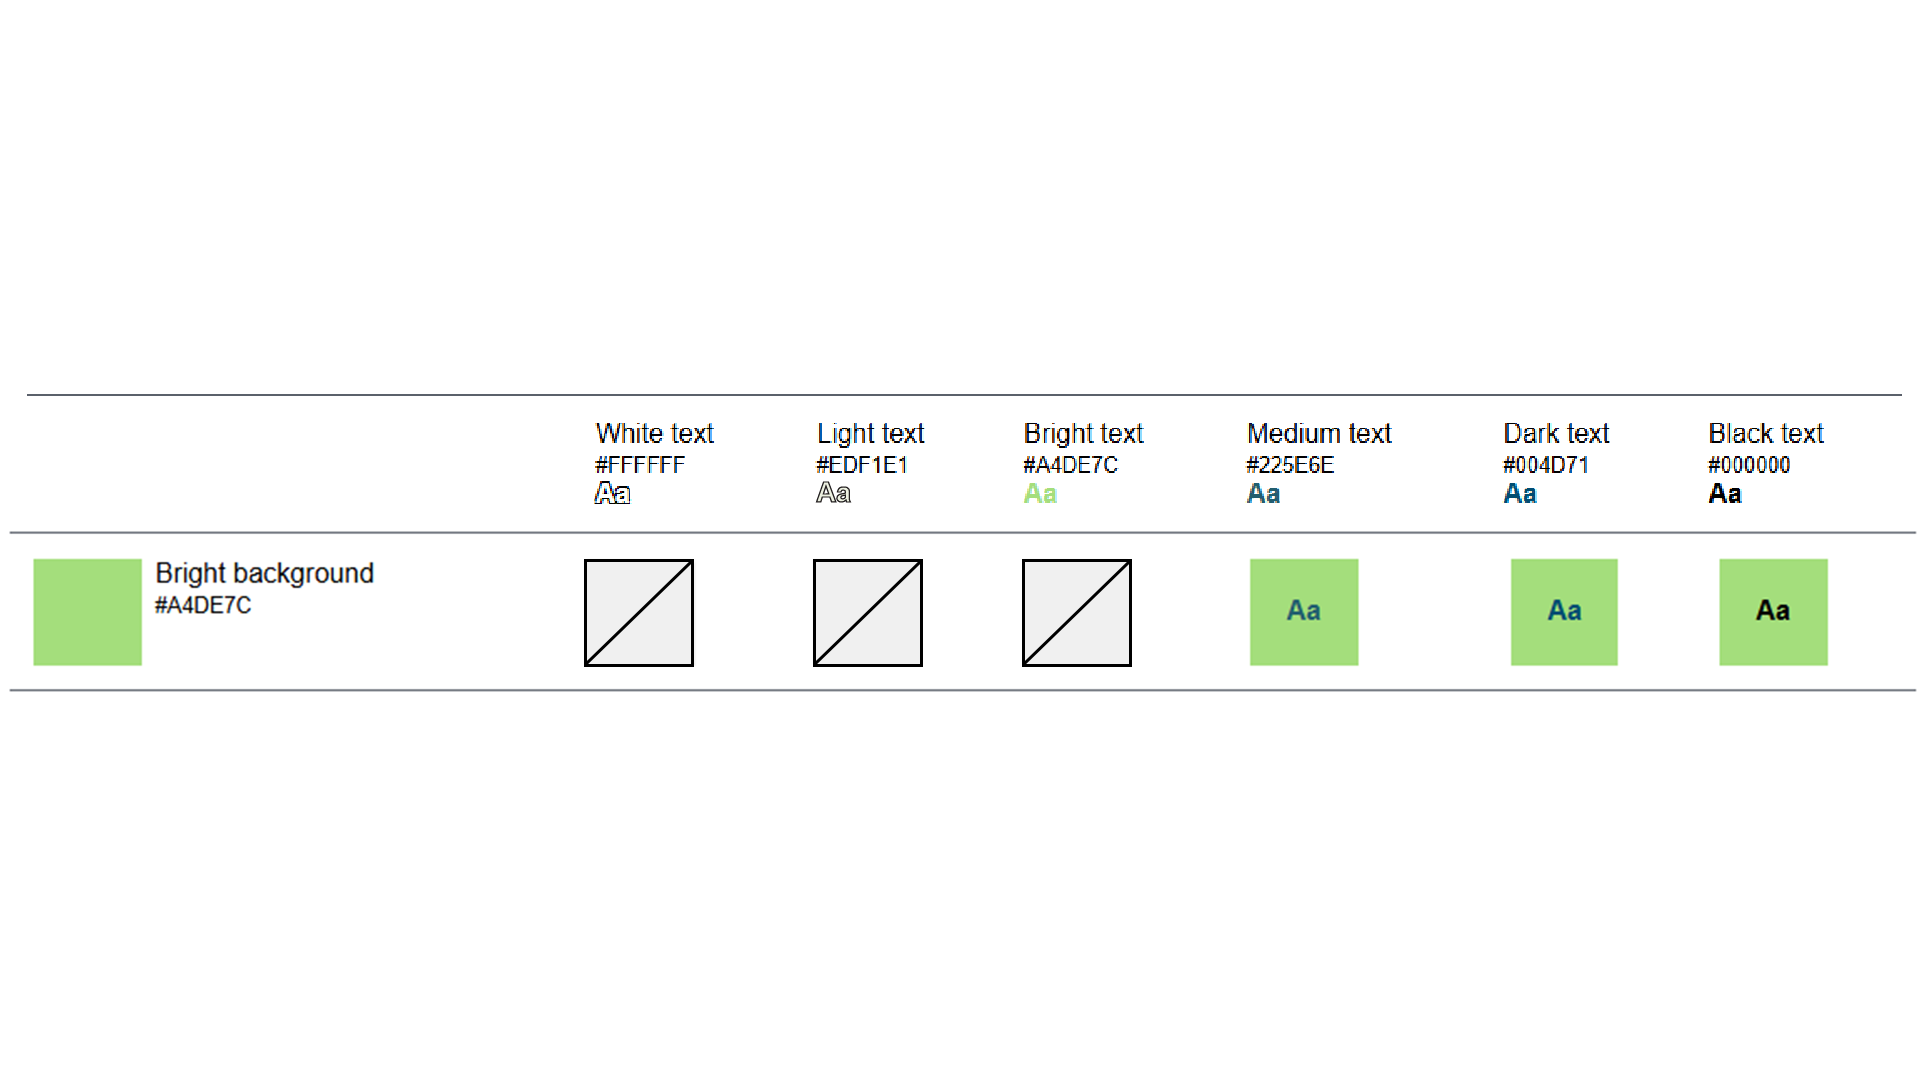 White text
#FFFFFF
Aa
Light text
#EDF1E1
Aa
Bright text
#A4DE7C
Aa
Medium text
#225E6E
Aa
Dark text
#004D71
Aa
Black text
#000000
Aa
Bright background
#A4DE7C
Aa
Aa
Aa